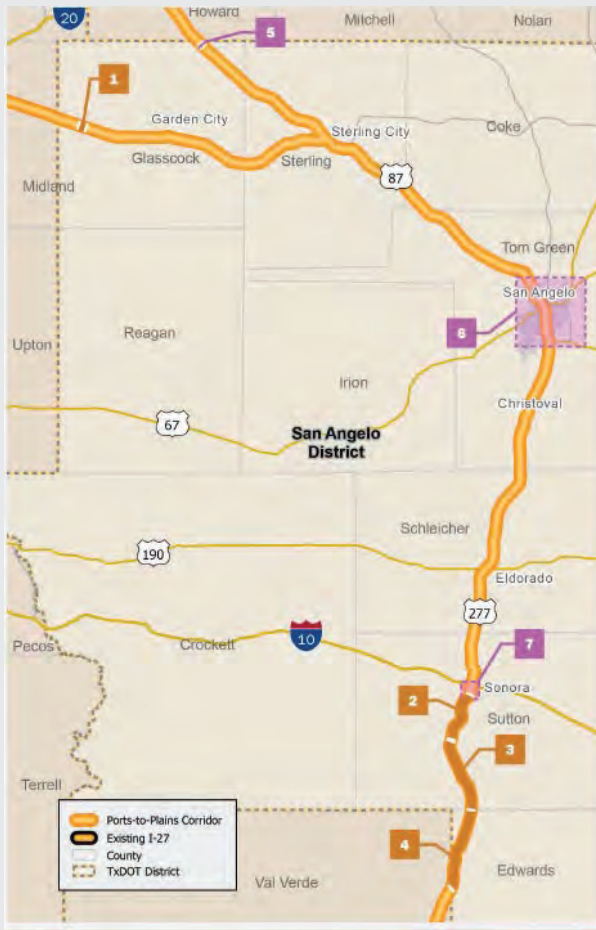 Howard
Mitchell
Nolan
20
5
1
Garden City
Sterling City
Coke
Glasscock
Sterling
87
Midland
Tom Green
San Angelo
6
Reagan
Upton
Irion
Christoval
67
San Angelo
District
Schleicher
190
Eldorado
277
10
Pecos
Crockett
7
Sonora
2
Sutton
3
Terrell
Ports-to-Plains Corridor
Existing I-27
County
TxDOT District
4
Val Verde
Edwards